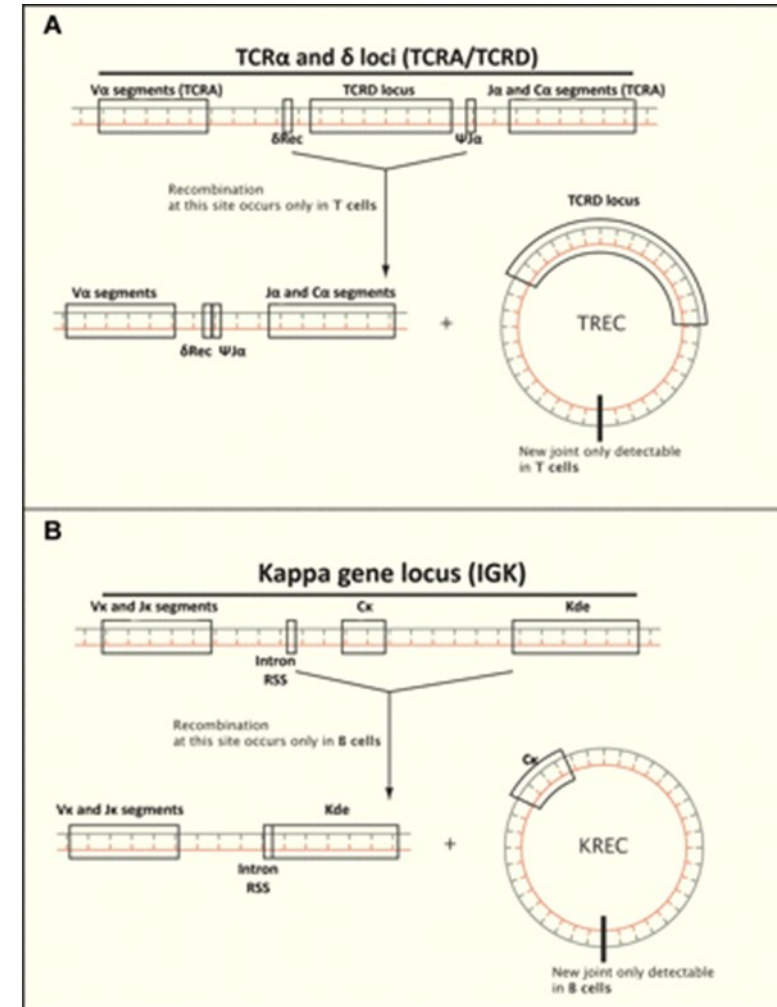 A
TCRα and δ loci (TCRA/TCRD)
Vα segments (TCRA)
TCRD locus
Jα and Cα segments (TCRA)
δRec
ΨJα
Recombination
at this site occurs only in T cells
TCRD locus
Vα segments
Jα and Cα segments
+
TREC
δRec ΨJα
New joint only detectable
in T cells
B
Kappa gene locus (IGK)
Vκ and Jκ segments
Cκ
Kde
Intron
RSS
Recombination
at this site occurs only in B cells
Cκ
Vκ and Jκ segments
Kde
+
KREC
Intron
RSS
New joint only detectable
in B cells